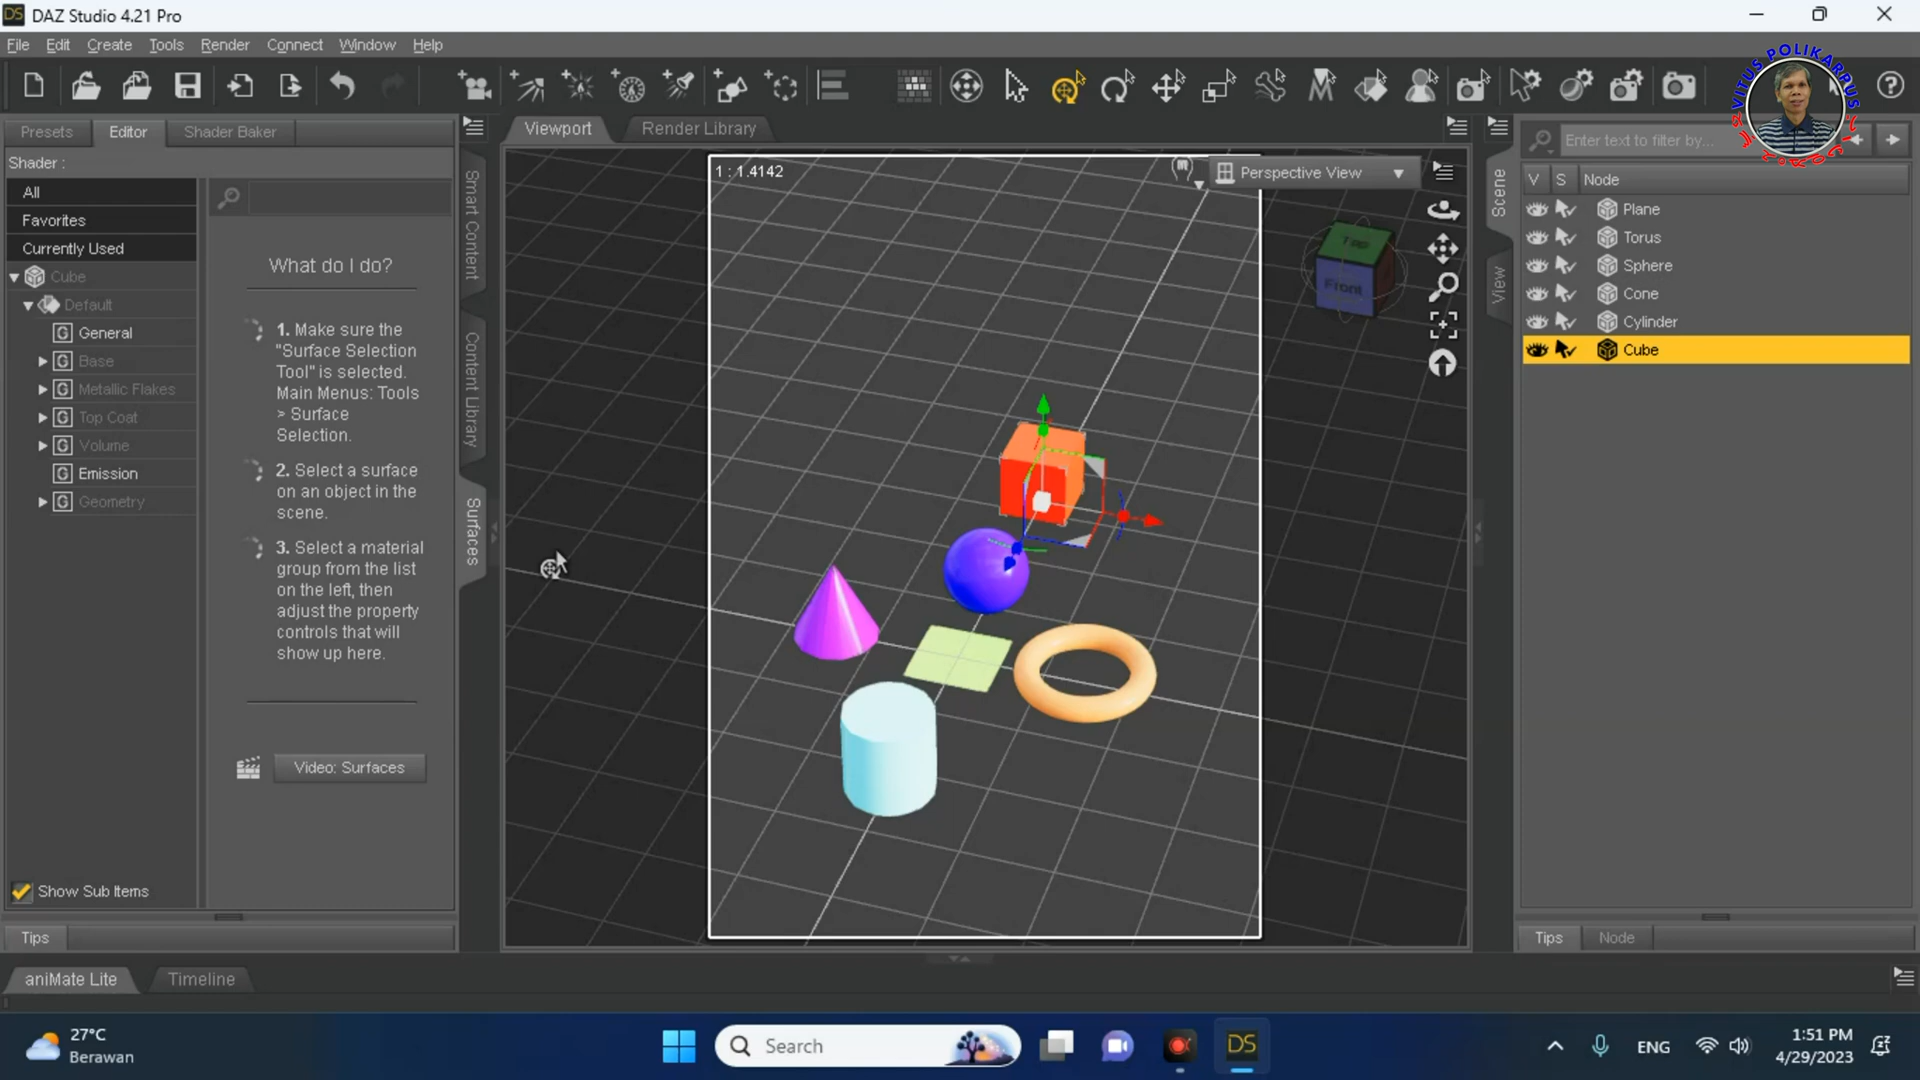 DS DAZ Studio 4.21 Pro
File Edit Create Tools Render Connect Window Help
VITUS POLIKARPUS
Presets Editor Shader Baker
Viewport Render Library
Enter text to filter by...
Shader :
1 : 1.4142
Perspective View
V S Node
All
Favorites
Currently Used
Cube
Default
G General
G Base
G Metallic Flakes
G Top Coat
G Volume
G Emission
G Geometry
What do I do?
1. Make sure the
"Surface Selection
Tool" is selected.
Main Menus: Tools
> Surface
Selection.
2. Select a surface
on an object in the
scene.
3. Select a material
group from the list
on the left, then
adjust the property
controls that will
show up here.
Video: Surfaces
Smart Content
Content Library
Surfaces
Top
Front
Scene
View
Plane
Torus
Sphere
Cone
Cylinder
Cube
Show Sub Items
Tips
Tips Node
aniMate Lite Timeline
27°C
Berawan
Search
DS
ENG
1:51 PM
4/29/2023